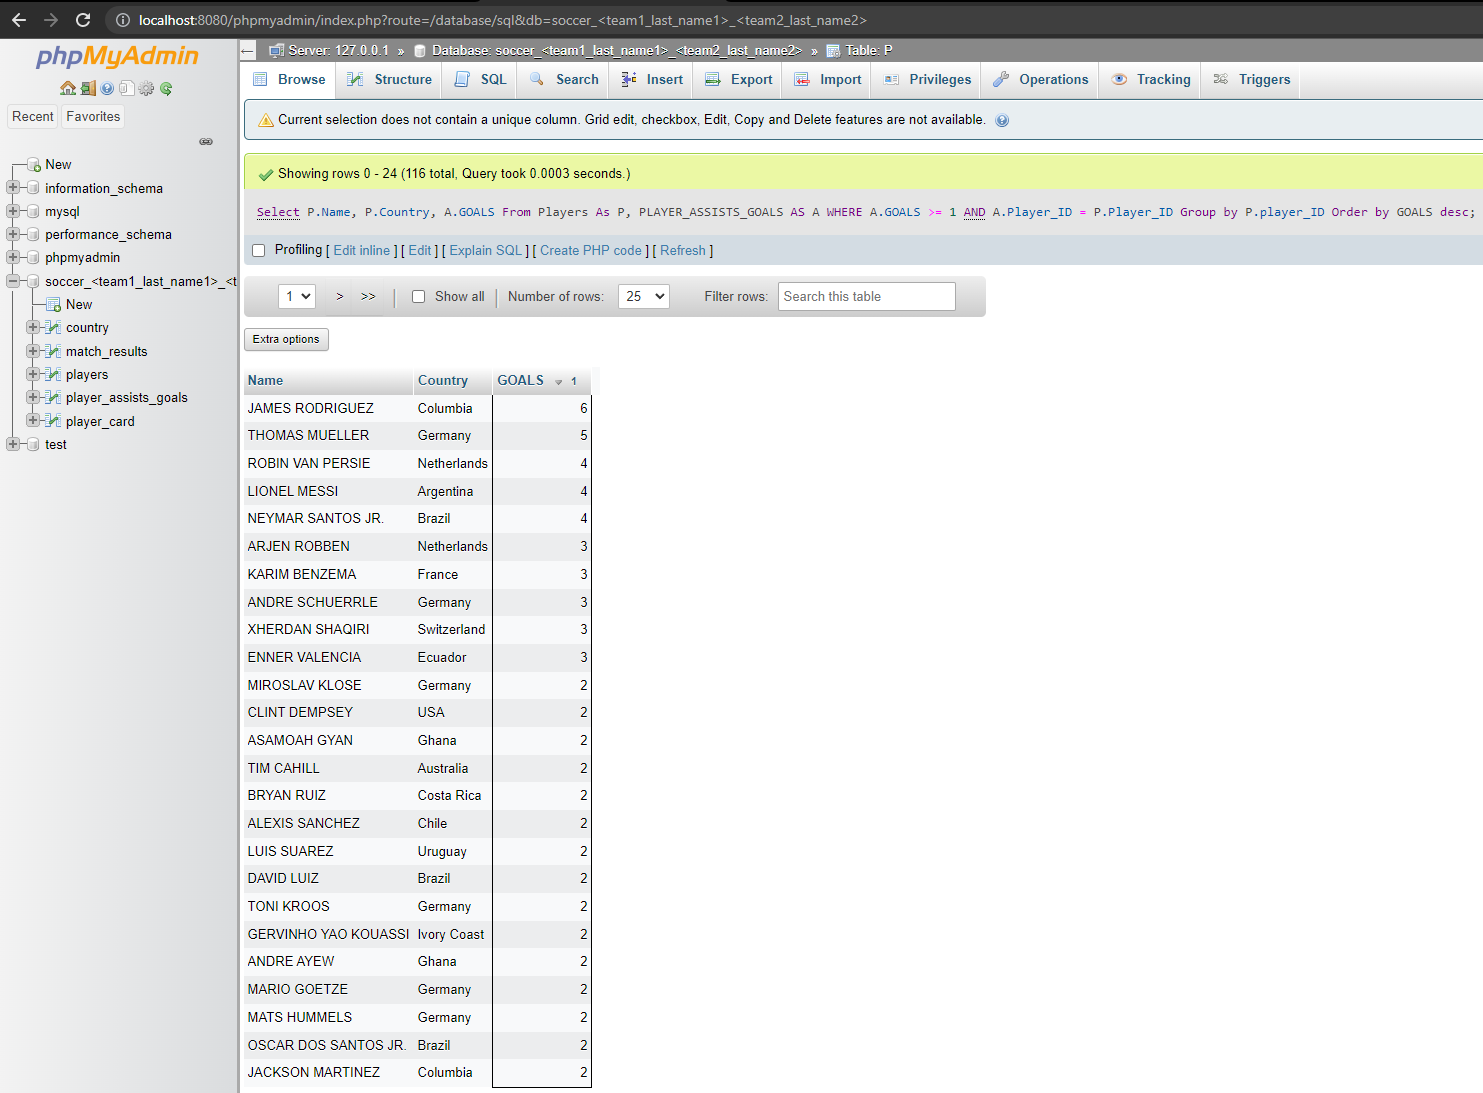 localhost:8080/phpmyadmin/index.php?route=/database/sql&db=soccer_<team1_last_name1>_<team2_last_name2>
phpMyAdmin
Recent Favorites
New
information_schema
mysql
performance_schema
phpmyadmin
soccer_<team1_last_name1>_<t
New
country
match_results
players
player_assists_goals
player_card
test
Server: 127.0.0.1 » Database: soccer_<team1_last_name1>_<team2_last_name2> » Table: P
Browse Structure SQL Search Insert Export Import Privileges Operations Tracking Triggers
Current selection does not contain a unique column. Grid edit, checkbox, Edit, Copy and Delete features are not available.
Showing rows 0 - 24 (116 total, Query took 0.0003 seconds.)
Select P.Name, P.Country, A.GOALS From Players As P, PLAYER_ASSISTS_GOALS AS A WHERE A.GOALS >= 1 AND A.Player_ID = P.Player_ID Group by P.player_ID Order by GOALS desc;
Profiling [ Edit inline ] [ Edit ] [ Explain SQL ] [ Create PHP code ] [ Refresh ]
1 > >> | Show all | Number of rows: 25 Filter rows: Search this table
Extra options
Name Country GOALS 1
JAMES RODRIGUEZ Columbia 6
THOMAS MUELLER Germany 5
ROBIN VAN PERSIE Netherlands 4
LIONEL MESSI Argentina 4
NEYMAR SANTOS JR. Brazil 4
ARJEN ROBBEN Netherlands 3
KARIM BENZEMA France 3
ANDRE SCHUERRLE Germany 3
XHERDAN SHAQIRI Switzerland 3
ENNER VALENCIA Ecuador 3
MIROSLAV KLOSE Germany 2
CLINT DEMPSEY USA 2
ASAMOAH GYAN Ghana 2
TIM CAHILL Australia 2
BRYAN RUIZ Costa Rica 2
ALEXIS SANCHEZ Chile 2
LUIS SUAREZ Uruguay 2
DAVID LUIZ Brazil 2
TONI KROOS Germany 2
GERVINHO YAO KOUASSI Ivory Coast 2
ANDRE AYEW Ghana 2
MARIO GOETZE Germany 2
MATS HUMMELS Germany 2
OSCAR DOS SANTOS JR. Brazil 2
JACKSON MARTINEZ Columbia 2